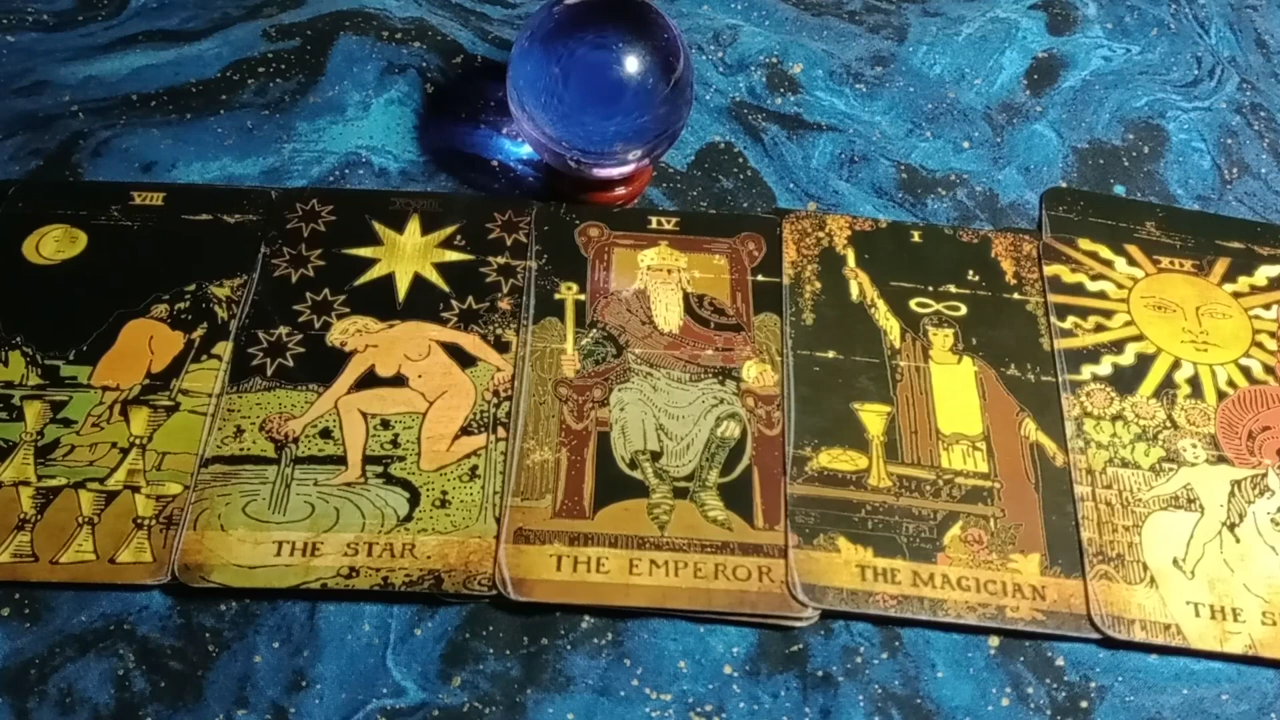 VIII
THE STAR.
IV
THE EMPEROR.
I
THE MAGICIAN.
XIX
THE S